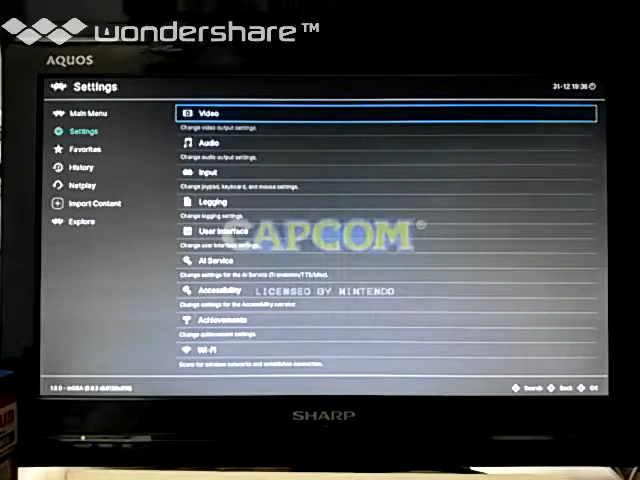 wondershare™
AQUOS
Settings
31-12 19:36
Main Menu
Settings
Favorites
History
Netplay
Import Content
Explore
Video
Change video output settings.
Audio
Change audio output settings.
Input
Change joypad, keyboard, and mouse settings.
Logging
Change logging settings.
User Interface
Change user interface settings.
CAPCOM®
AI Service
Change settings for the AI Service (Translation/TTS/Misc).
Accessibility
LICENSED BY NINTENDO
Change settings for the Accessibility narrator.
Achievements
Change achievement settings.
Wi-Fi
Scans for wireless networks and establishes connection.
Search Back OK
SHARP